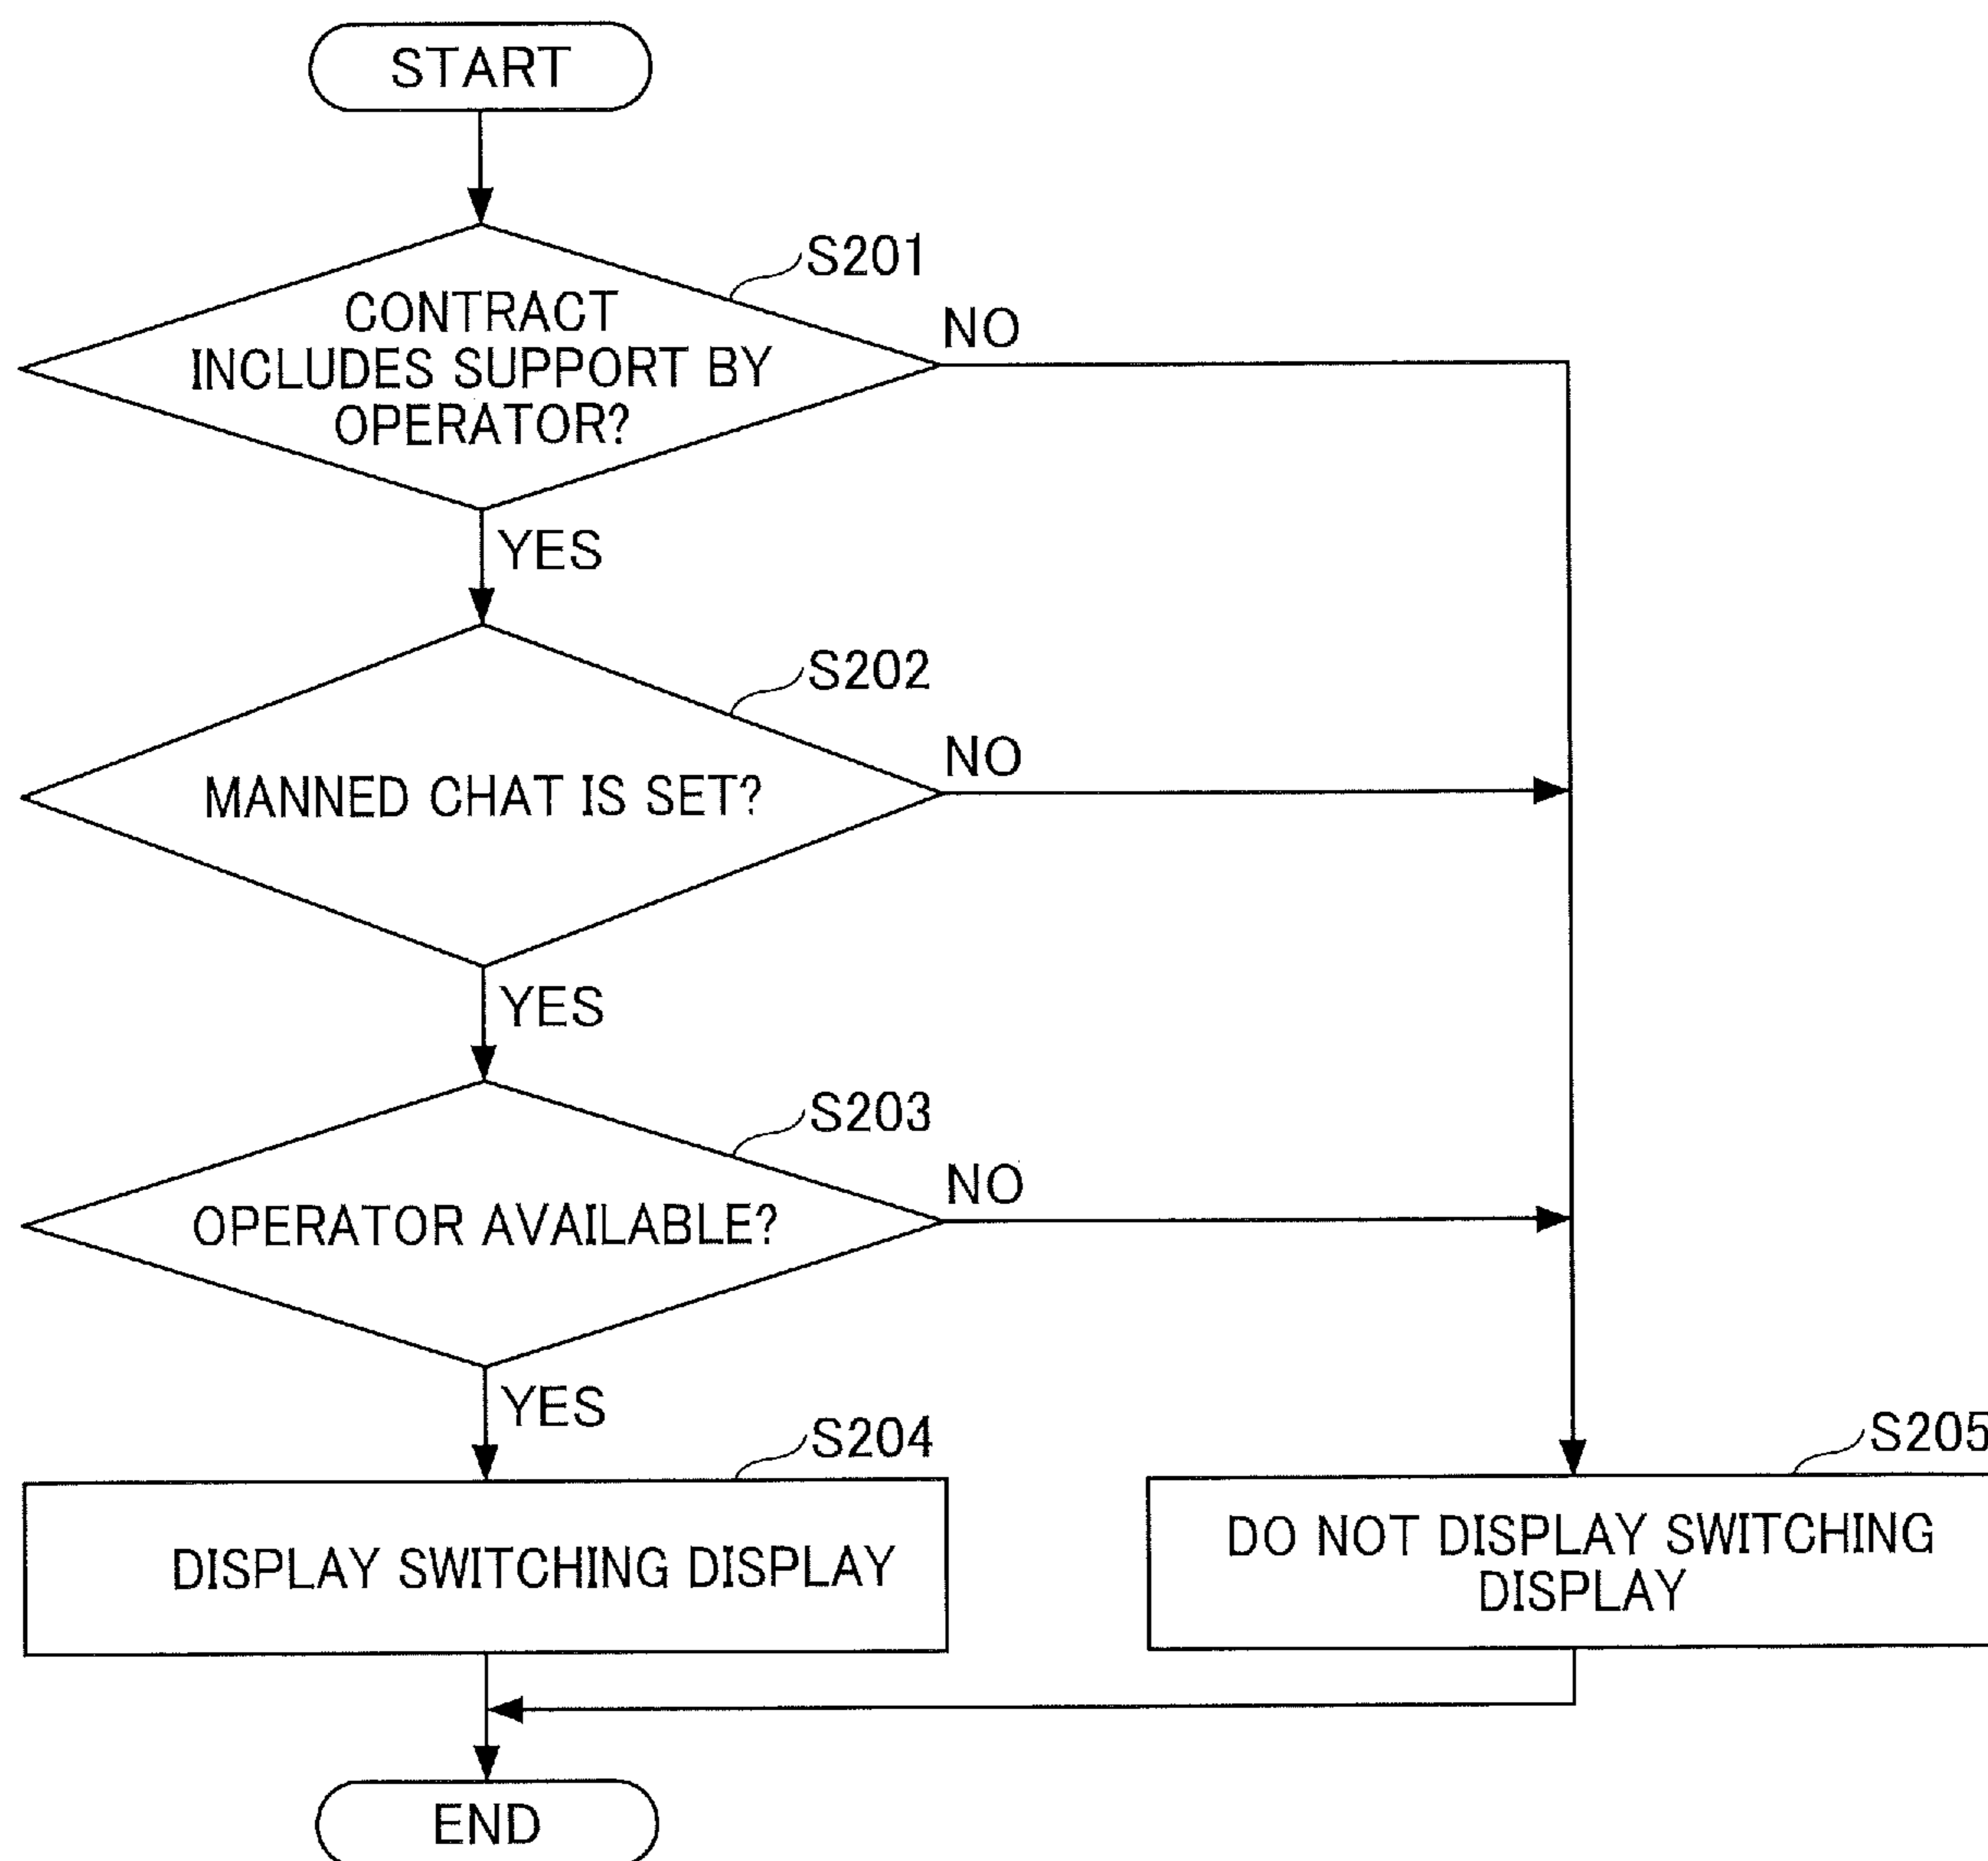 START
S201
CONTRACT
INCLUDES SUPPORT BY
OPERATOR?
NO
YES
S202
MANNED CHAT IS SET?
NO
YES
S203
OPERATOR AVAILABLE?
NO
YES
S204
DISPLAY SWITCHING DISPLAY
S205
DO NOT DISPLAY SWITCHING
DISPLAY
END